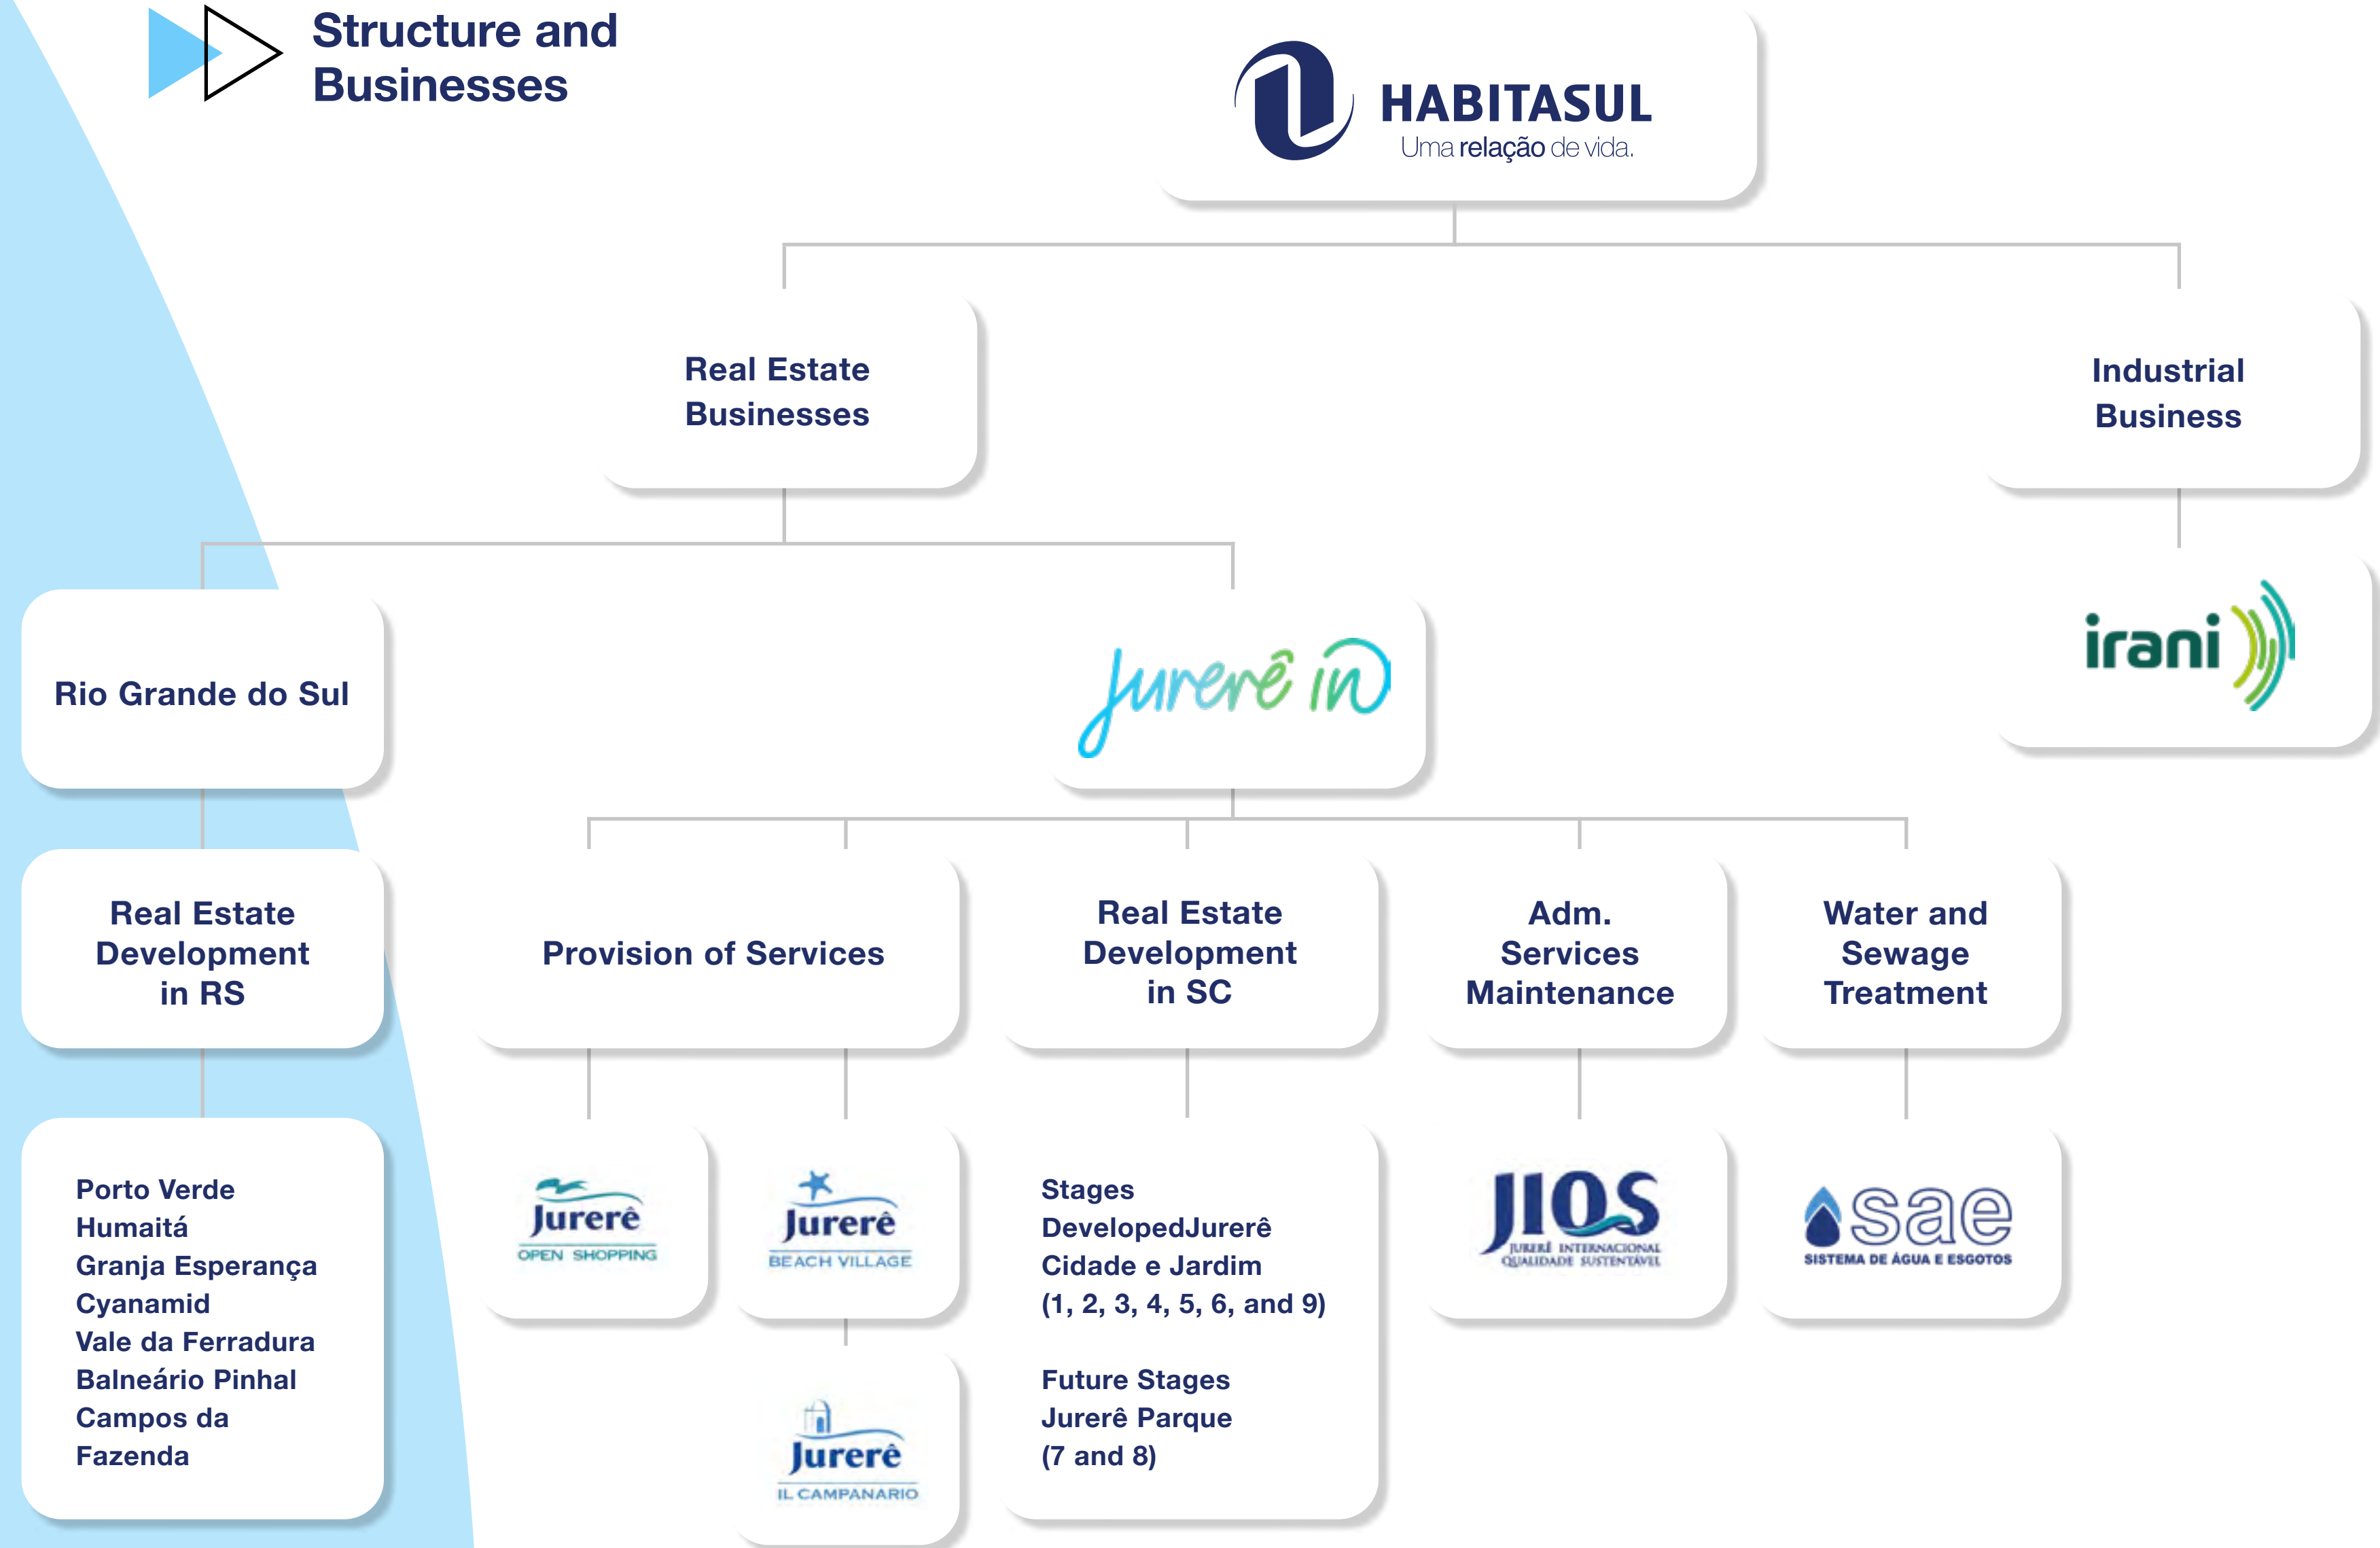 Structure and
Businesses
HABITASUL
Uma relação de vida.
Real Estate
Businesses
Industrial
Business
Rio Grande do Sul
Jurerê in
irani
Real Estate
Development
in RS
Provision of Services
Real Estate
Development
in SC
Adm.
Services
Maintenance
Water and
Sewage
Treatment
Porto Verde
Humaitá
Granja Esperança
Cyanamid
Vale da Ferradura
Balneário Pinhal
Campos da
Fazenda
Jurerê
OPEN SHOPPING
Jurerê
BEACH VILLAGE
Jurerê
IL CAMPANARIO
Stages
DevelopedJurerê
Cidade e Jardim
(1, 2, 3, 4, 5, 6, and 9)
Future Stages
Jurerê Parque
(7 and 8)
JIQS
JURERÊ INTERNACIONAL
QUALIDADE SUSTENTÁVEL
sae
SISTEMA DE ÁGUA E ESGOTOS